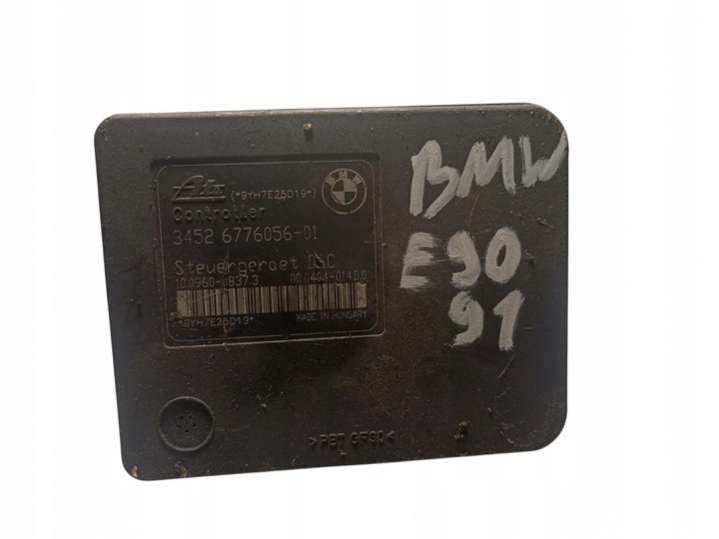 Ate (*9YH7E25D19*)
BMW
Controller
3452 6776056-01
Steuergeraet DSC
10.0960-0837.3
*9YH7E25D19*
MADE IN HUNGARY
BMW
E90
91
>PBT GF30<